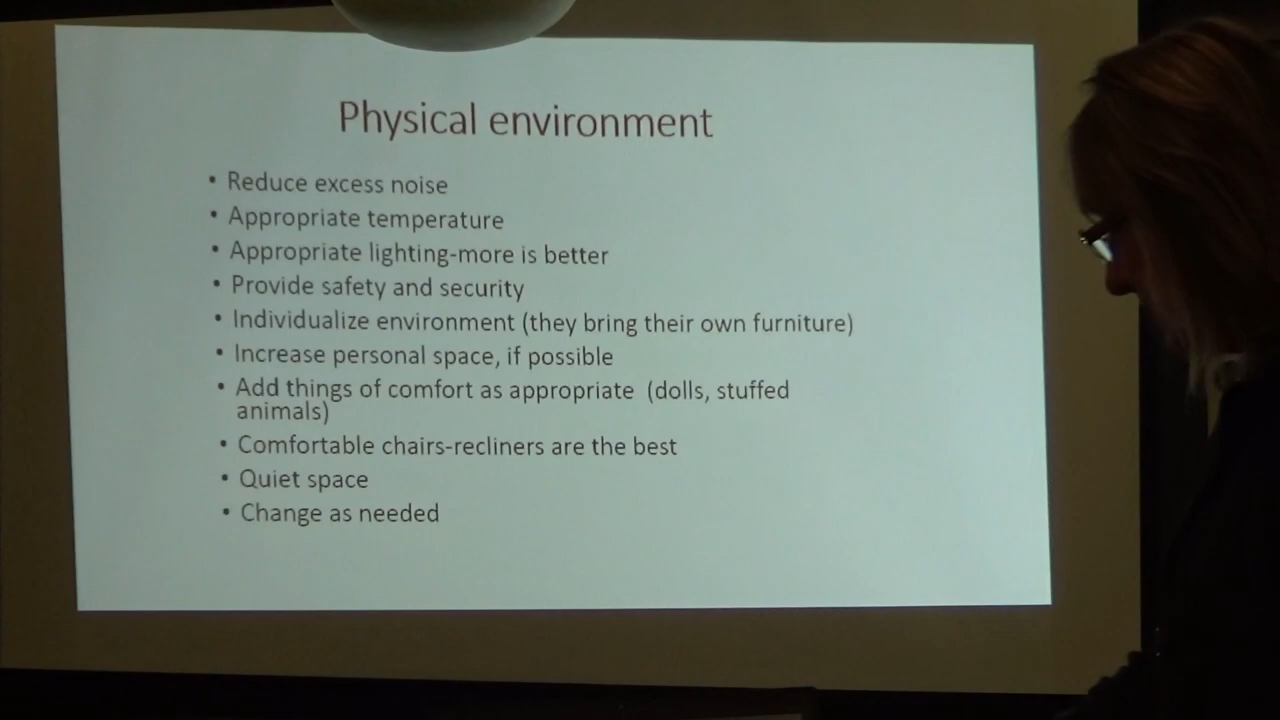 Physical environment
• Reduce excess noise
• Appropriate temperature
• Appropriate lighting-more is better
• Provide safety and security
• Individualize environment (they bring their own furniture)
• Increase personal space, if possible
• Add things of comfort as appropriate (dolls, stuffed
animals)
• Comfortable chairs-recliners are the best
• Quiet space
• Change as needed